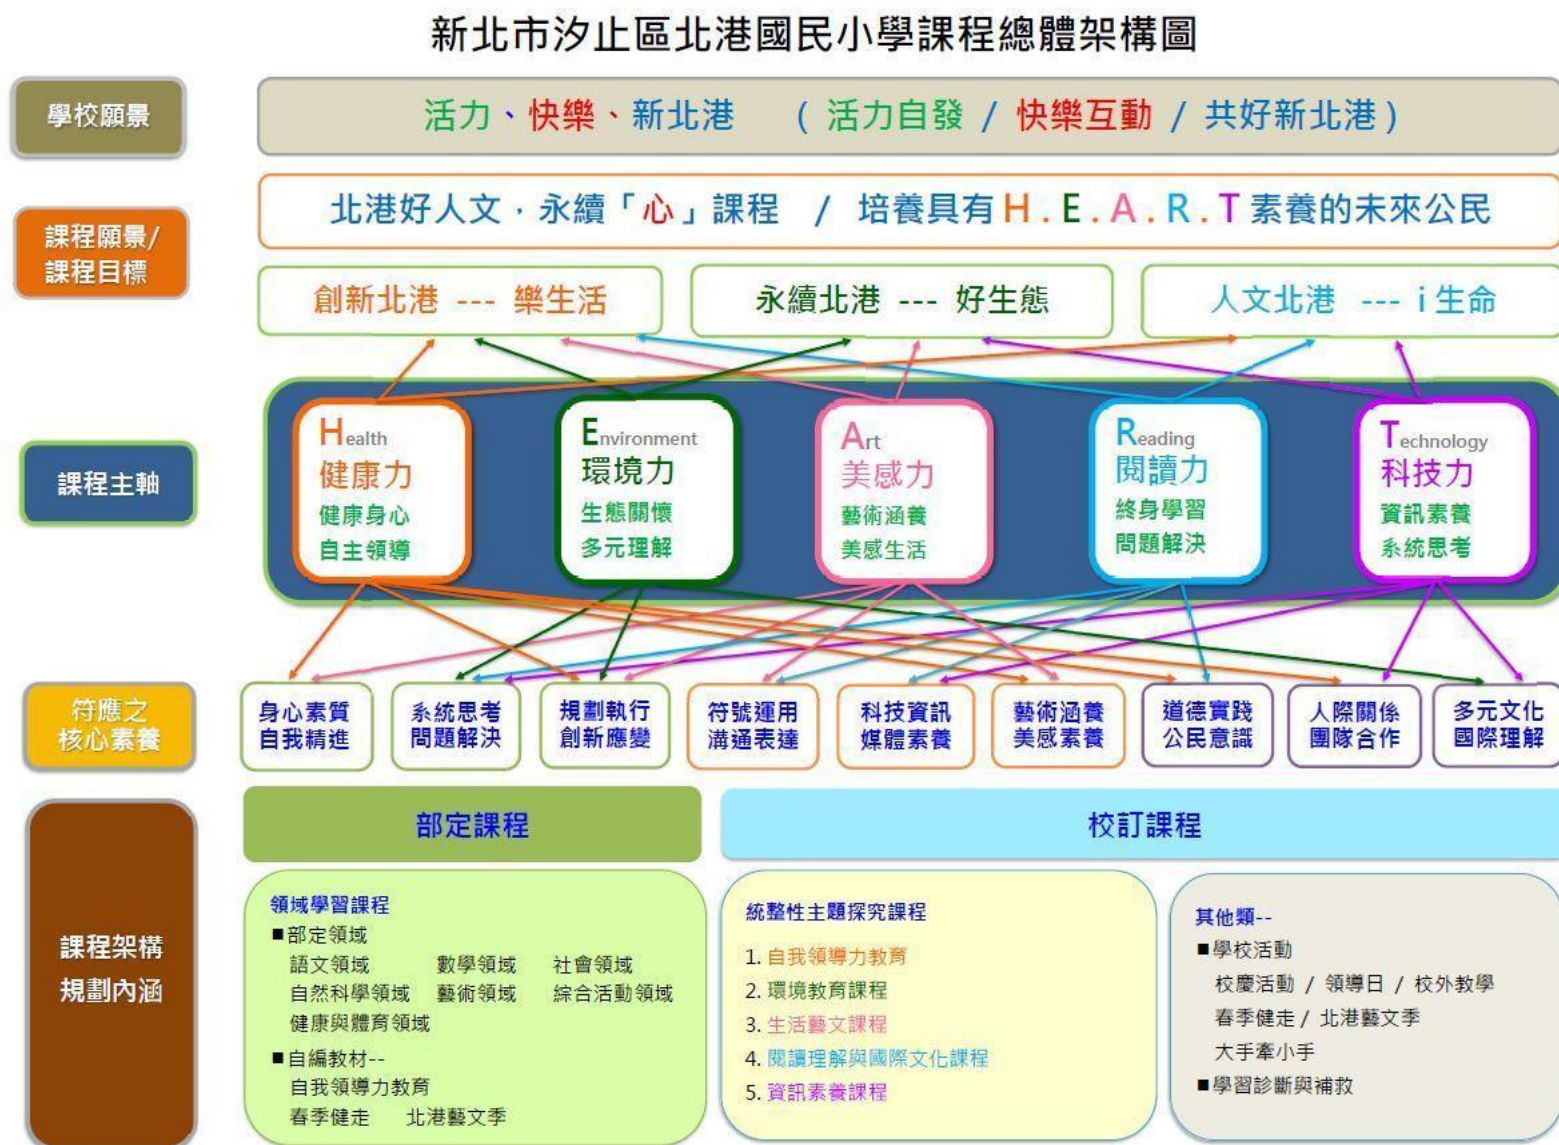 新北市汐止區北港國民小學課程總體架構圖
學校願景
活力、快樂、新北港 ( 活力自發 / 快樂互動 / 共好新北港 )
課程願景/
課程目標
北港好人文,永續「心」課程 / 培養具有 H . E . A . R . T 素養的未來公民
創新北港 --- 樂生活
永續北港 --- 好生態
人文北港 --- i 生命
課程主軸
Health
健康力
健康身心
自主領導
Environment
環境力
生態關懷
多元理解
Art
美感力
藝術涵養
美感生活
Reading
閱讀力
終身學習
問題解決
Technology
科技力
資訊素養
系統思考
符應之
核心素養
身心素質
自我精進
系統思考
問題解決
規劃執行
創新應變
符號運用
溝通表達
科技資訊
媒體素養
藝術涵養
美感素養
道德實踐
公民意識
人際關係
團隊合作
多元文化
國際理解
課程架構
規劃內涵
部定課程
領域學習課程
■部定領域
語文領域 數學領域 社會領域
自然科學領域 藝術領域 綜合活動領域
健康與體育領域
■自編教材--
自我領導力教育
春季健走 北港藝文季
校訂課程
統整性主題探究課程
1. 自我領導力教育
2. 環境教育課程
3. 生活藝文課程
4. 閱讀理解與國際文化課程
5. 資訊素養課程
其他類--
■學校活動
校慶活動 / 領導日 / 校外教學
春季健走 / 北港藝文季
大手牽小手
■學習診斷與補救